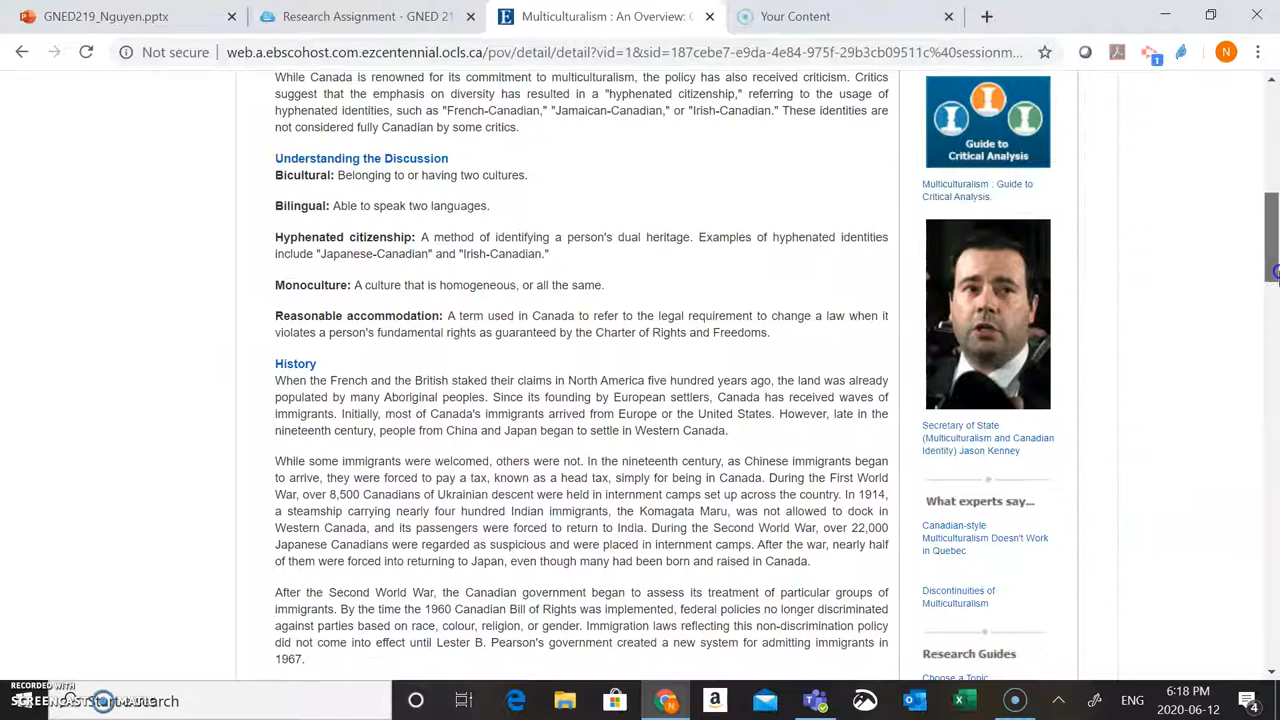 GNED219_Nguyen.pptx
Research Assignment - GNED 21
Multiculturalism : An Overview: C
Your Content
Not secure
web.a.ebscohost.com.ezcentennial.ocls.ca/pov/detail/detail?vid=1&sid=187cebe7-e9da-4e84-975f-29b3cb09511c%40sessionm...
N
1
While Canada is renowned for its commitment to multiculturalism, the policy has also received criticism. Critics
suggest that the emphasis on diversity has resulted in a "hyphenated citizenship," referring to the usage of
hyphenated identities, such as "French-Canadian," "Jamaican-Canadian," or "Irish-Canadian." These identities are
not considered fully Canadian by some critics.
Understanding the Discussion
Bicultural: Belonging to or having two cultures.
Bilingual: Able to speak two languages.
Hyphenated citizenship: A method of identifying a person's dual heritage. Examples of hyphenated identities
include "Japanese-Canadian" and "Irish-Canadian."
Monoculture: A culture that is homogeneous, or all the same.
Reasonable accommodation: A term used in Canada to refer to the legal requirement to change a law when it
violates a person's fundamental rights as guaranteed by the Charter of Rights and Freedoms.
History
When the French and the British staked their claims in North America five hundred years ago, the land was already
populated by many Aboriginal peoples. Since its founding by European settlers, Canada has received waves of
immigrants. Initially, most of Canada's immigrants arrived from Europe or the United States. However, late in the
nineteenth century, people from China and Japan began to settle in Western Canada.
While some immigrants were welcomed, others were not. In the nineteenth century, as Chinese immigrants began
to arrive, they were forced to pay a tax, known as a head tax, simply for being in Canada. During the First World
War, over 8,500 Canadians of Ukrainian descent were held in internment camps set up across the country. In 1914,
a steamship carrying nearly four hundred Indian immigrants, the Komagata Maru, was not allowed to dock in
Western Canada, and its passengers were forced to return to India. During the Second World War, over 22,000
Japanese Canadians were regarded as suspicious and were placed in internment camps. After the war, nearly half
of them were forced into returning to Japan, even though many had been born and raised in Canada.
After the Second World War, the Canadian government began to assess its treatment of particular groups of
immigrants. By the time the 1960 Canadian Bill of Rights was implemented, federal policies no longer discriminated
against parties based on race, colour, religion, or gender. Immigration laws reflecting this non-discrimination policy
did not come into effect until Lester B. Pearson's government created a new system for admitting immigrants in
1967.
Guide to
Critical Analysis
Multiculturalism : Guide to
Critical Analysis.
Secretary of State
(Multiculturalism and Canadian
Identity) Jason Kenney
What experts say...
Canadian-style
Multiculturalism Doesn't Work
in Quebec
Discontinuities of
Multiculturalism
Research Guides
Choose a Topic
RECORDED WITH
SCREENCAST-O-MATIC
search
ENG
6:18 PM
2020-06-12
4